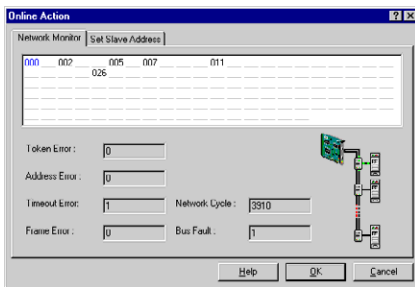 Online Action
Network Monitor Set Slave Address
000 002 005 007 011
026
Token Error : 0
Address Error : 0
Timeout Error: 1 Network Cycle : 3910
Frame Error : 0 Bus Fault : 1
Help OK Cancel